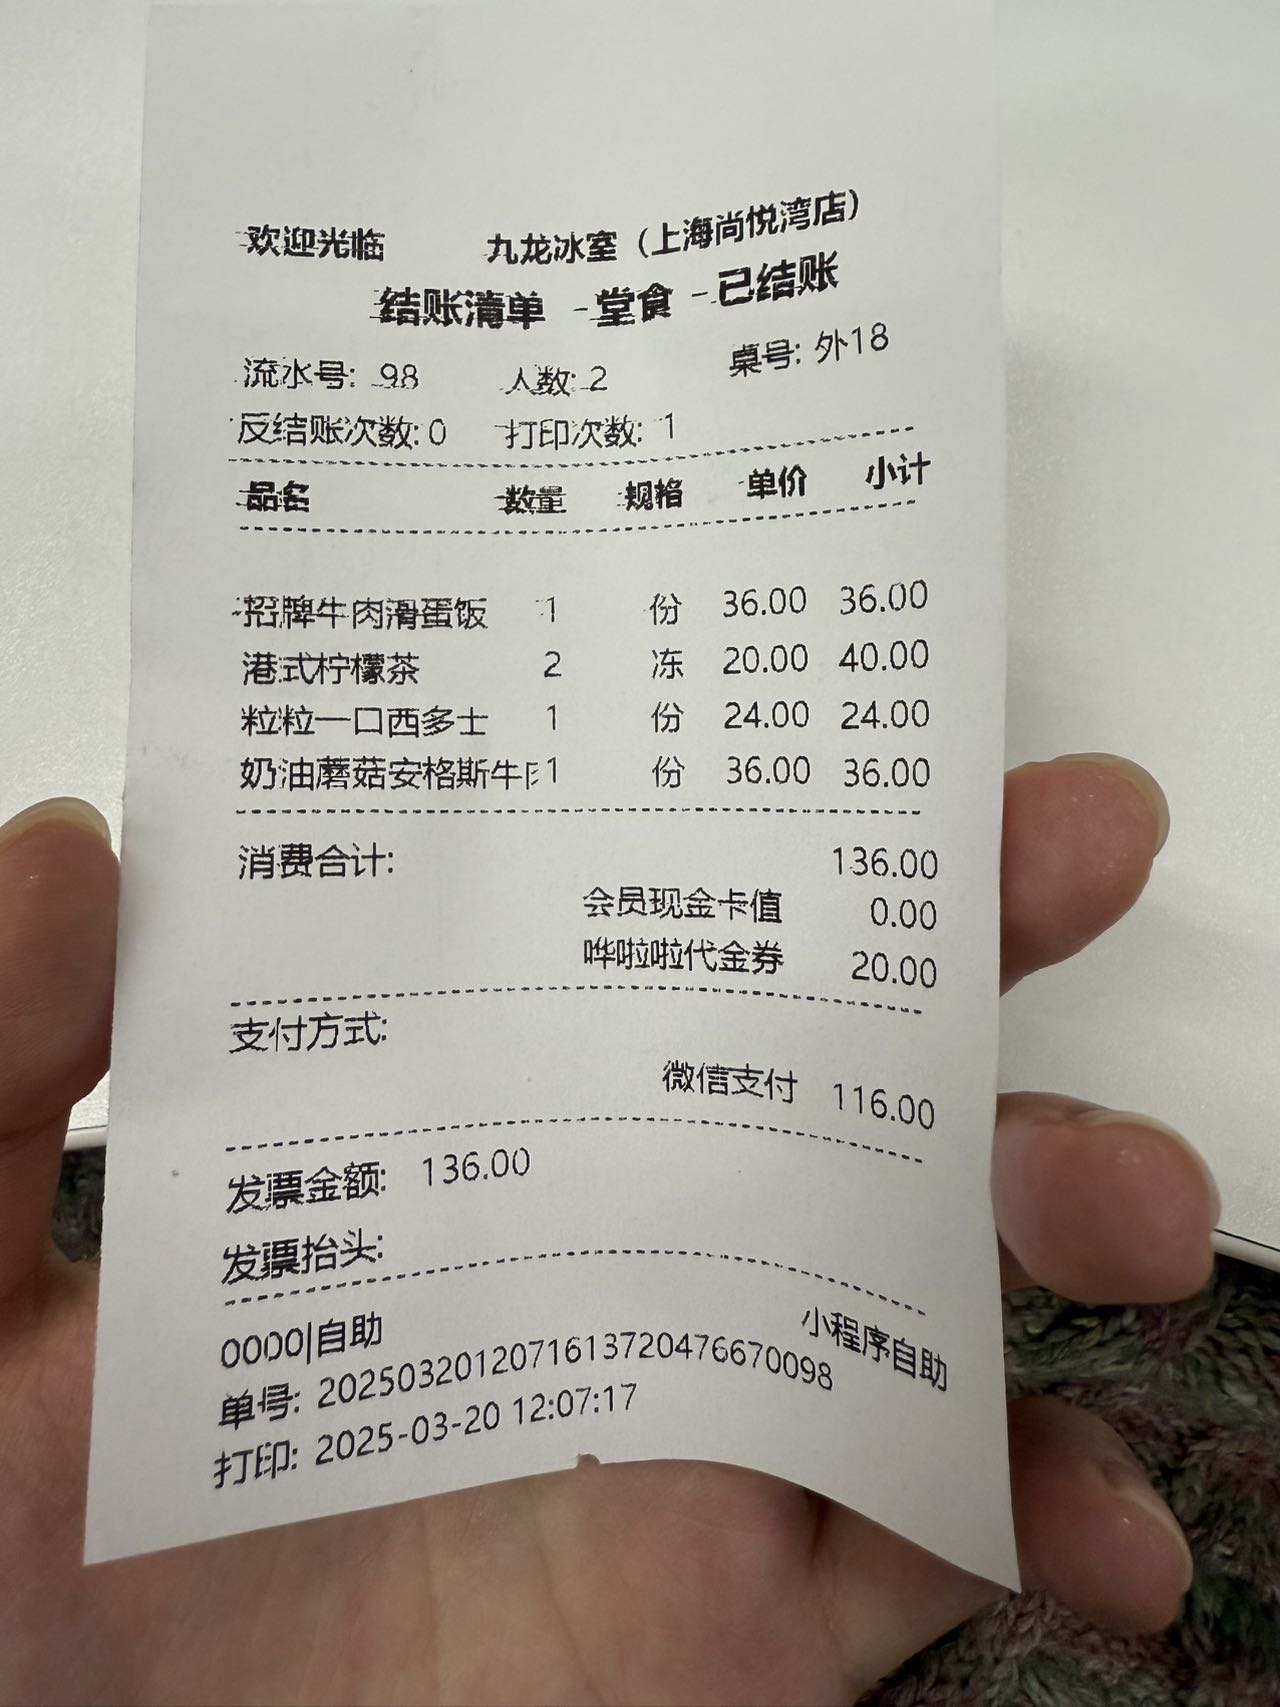 欢迎光临 九龙冰室（上海尚悦湾店）
结账清单 -堂食 -已结账
流水号: 98 人数: 2 桌号: 外18
反结账次数: 0 打印次数: 1
品名 数量 规格 单价 小计
招牌牛肉滑蛋饭 1 份 36.00 36.00
港式柠檬茶 2 冻 20.00 40.00
粒粒一口西多士 1 份 24.00 24.00
奶油蘑菇安格斯牛 1 份 36.00 36.00
消费合计: 136.00
会员现金卡值 0.00
哗啦啦代金券 20.00
支付方式:
微信支付 116.00
发票金额: 136.00
发票抬头:
0000|自助 小程序自助
单号: 2025032012071613720476670098
打印: 2025-03-20 12:07:17